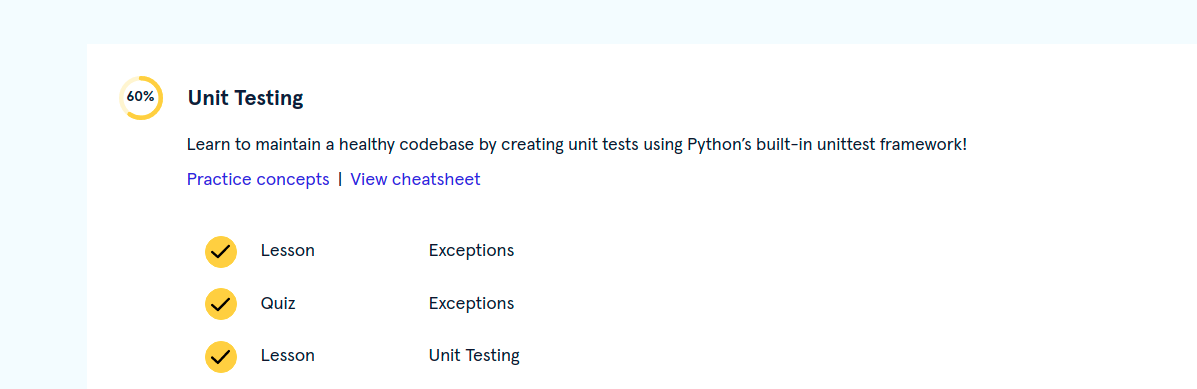 60% Unit Testing
Learn to maintain a healthy codebase by creating unit tests using Python’s built-in unittest framework!
Practice concepts | View cheatsheet
Lesson Exceptions
Quiz Exceptions
Lesson Unit Testing